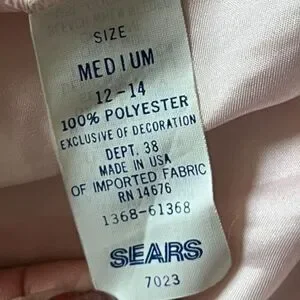 SIZE
MEDIUM
12-14
100% POLYESTER
EXCLUSIVE OF DECORATION
DEPT. 38
MADE IN USA
OF IMPORTED FABRIC
RN 14676
1368-61368
SEARS
7023